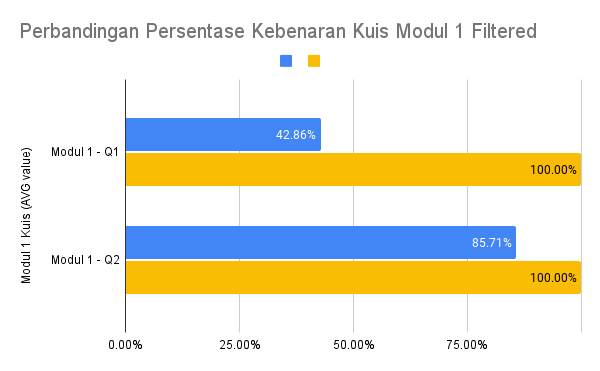 Perbandingan Persentase Kebenaran Kuis Modul 1 Filtered
Modul 1 Kuis (AVG value)
Modul 1 - Q1
42.86%
100.00%
Modul 1 - Q2
85.71%
100.00%
0.00%
25.00%
50.00%
75.00%